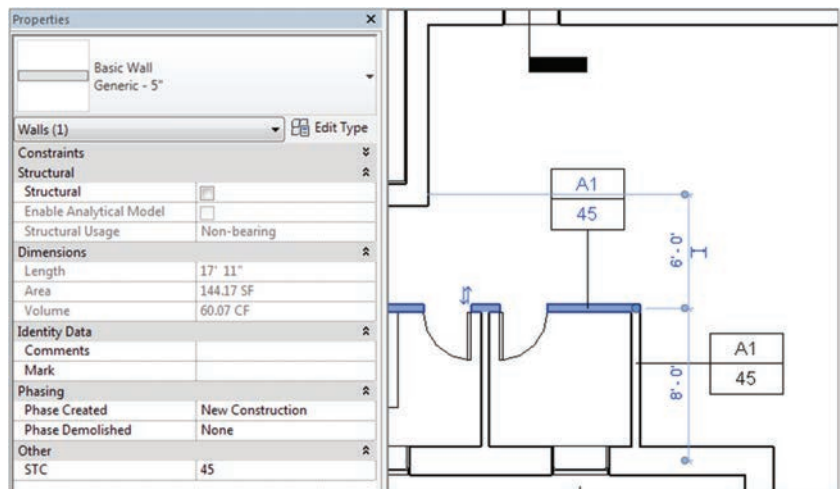 Properties ×
Basic Wall
Generic - 5"
Walls (1) Edit Type
Constraints
Structural
Structural
Enable Analytical Model
Structural Usage Non-bearing
Dimensions
Length 17' 11"
Area 144.17 SF
Volume 60.07 CF
Identity Data
Comments
Mark
Phasing
Phase Created New Construction
Phase Demolished None
Other
STC 45
A1
45
6' - 0"
A1
45
8' - 0"